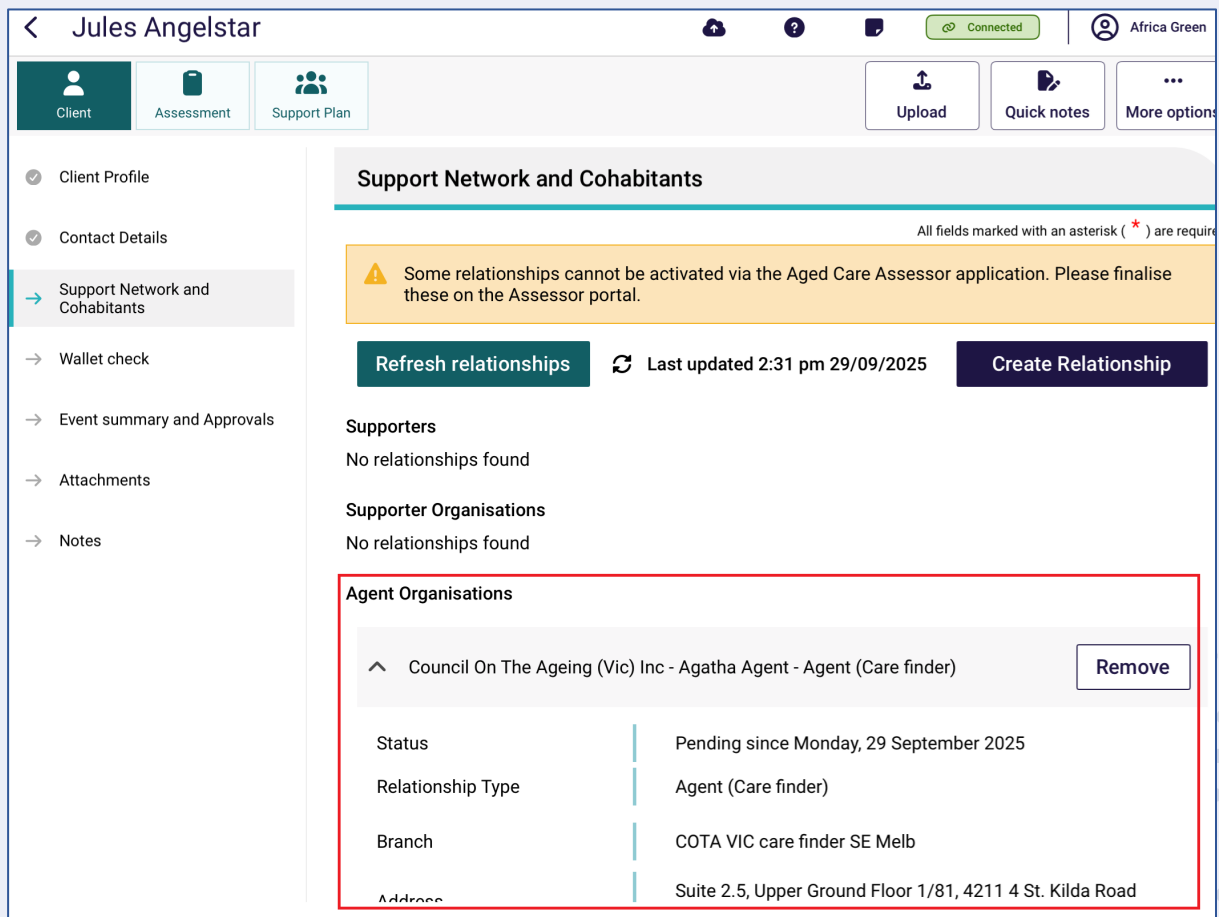 Jules Angelstar
Connected
Africa Green
Client
Assessment
Support Plan
Upload
Quick notes
More option
Client Profile
Contact Details
Support Network and
Cohabitants
Wallet check
Event summary and Approvals
Attachments
Notes
Support Network and Cohabitants
All fields marked with an asterisk ( * ) are require
Some relationships cannot be activated via the Aged Care Assessor application. Please finalise
these on the Assessor portal.
Refresh relationships
Last updated 2:31 pm 29/09/2025
Create Relationship
Supporters
No relationships found
Supporter Organisations
No relationships found
Agent Organisations
Council On The Ageing (Vic) Inc - Agatha Agent - Agent (Care finder)
Remove
Status
Pending since Monday, 29 September 2025
Relationship Type
Agent (Care finder)
Branch
COTA VIC care finder SE Melb
Address
Suite 2.5, Upper Ground Floor 1/81, 4211 4 St. Kilda Road